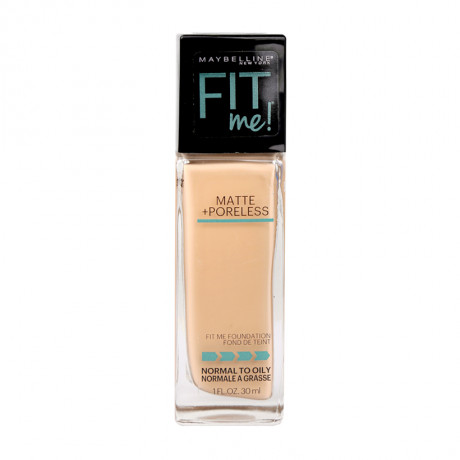 MAYBELLINE®
NEW YORK
FIT
me!
MATTE
+PORELESS
FIT ME FOUNDATION
FOND DE TEINT
NORMAL TO OILY
NORMALE A GRASSE
1 FL. OZ. 30 ml